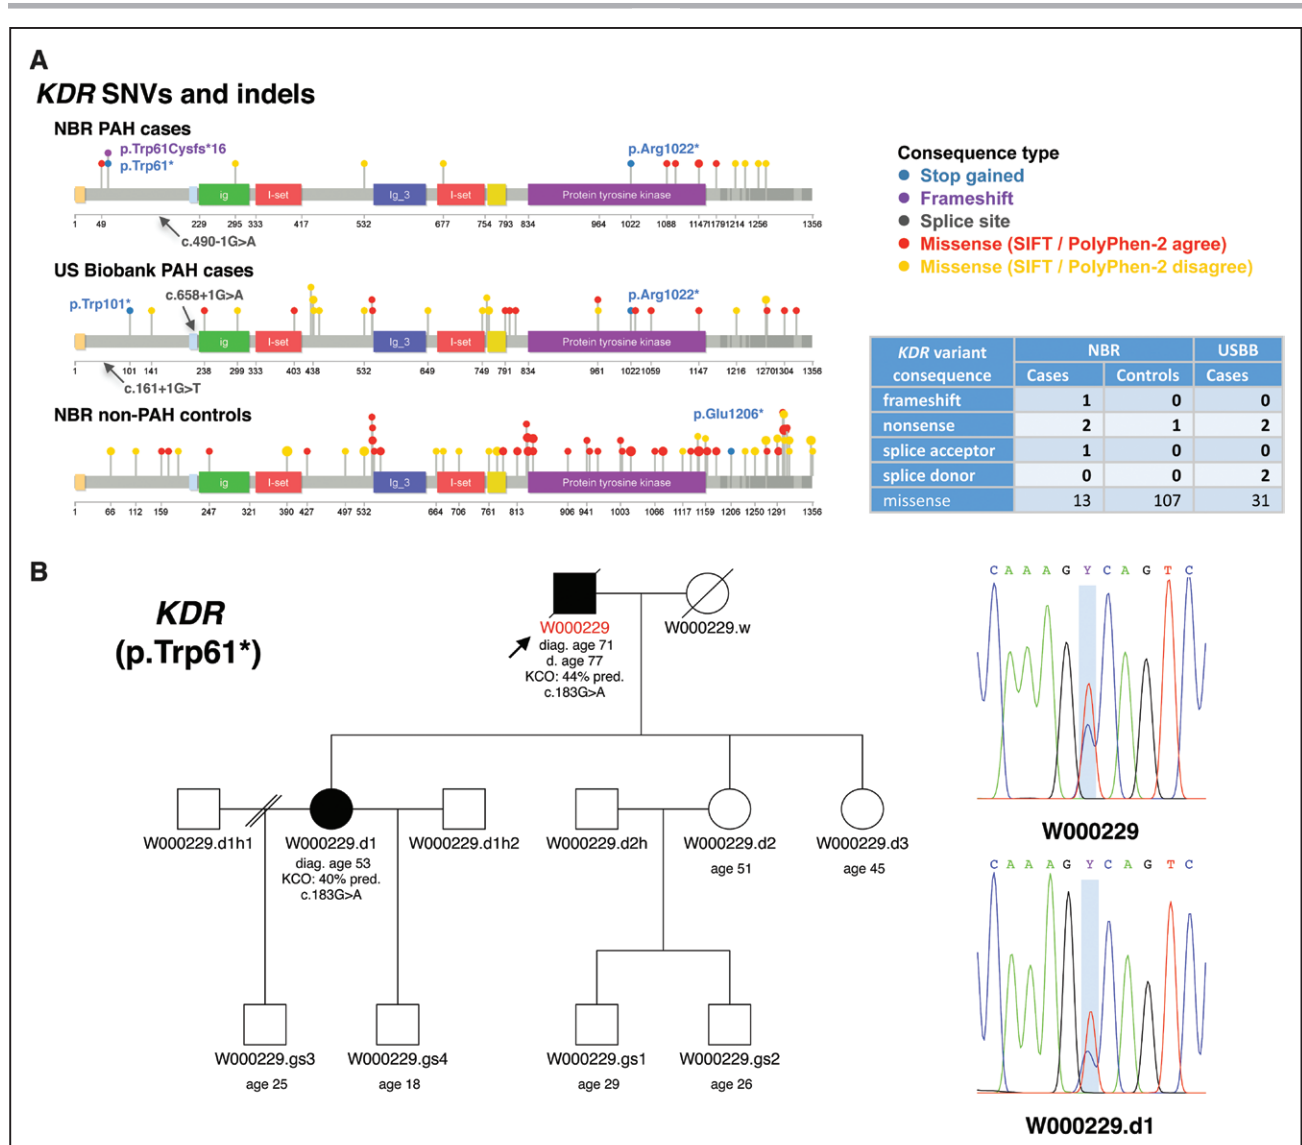 A
KDR SNVs and indels
NBR PAH cases
p.Trp61Cysfs*16
p.Trp61*
p.Arg1022*
ig
I-set
Ig_3
I-set
Protein tyrosine kinase
1 49 229 295 333 417 532 677 754 793 834 964 1022 1088 1147 1179 1214 1256 1356
c.490-1G>A
US Biobank PAH cases
c.658+1G>A
p.Trp101*
p.Arg1022*
ig
I-set
Ig_3
I-set
Protein tyrosine kinase
1 101 141 238 299 333 403 438 532 649 749 793 834 961 1022 1059 1147 1216 1270 1304 1356
c.161+1G>T
NBR non-PAH controls
p.Glu1206*
ig
I-set
Ig_3
I-set
Protein tyrosine kinase
1 66 112 159 247 321 390 427 497 532 664 706 761 813 906 941 1003 1066 1117 1159 1206 1250 1291 1356
Consequence type
Stop gained
Frameshift
Splice site
Missense (SIFT / PolyPhen-2 agree)
Missense (SIFT / PolyPhen-2 disagree)
KDR variant consequence NBR USBB
Cases Controls Cases
frameshift 1 0 0
nonsense 2 1 2
splice acceptor 1 0 0
splice donor 0 0 2
missense 13 107 31
B
KDR
(p.Trp61*)
W000229
diag. age 71
d. age 77
KCO: 44% pred.
c.183G>A
W000229.w
W000229.d1h1
W000229.d1
diag. age 53
KCO: 40% pred.
c.183G>A
W000229.d1h2
W000229.d2h
W000229.d2
age 51
W000229.d3
age 45
W000229.gs3
age 25
W000229.gs4
age 18
W000229.gs1
age 29
W000229.gs2
age 26
C A A A G Y C A G T C
W000229
C A A A G Y C A G T C
W000229.d1